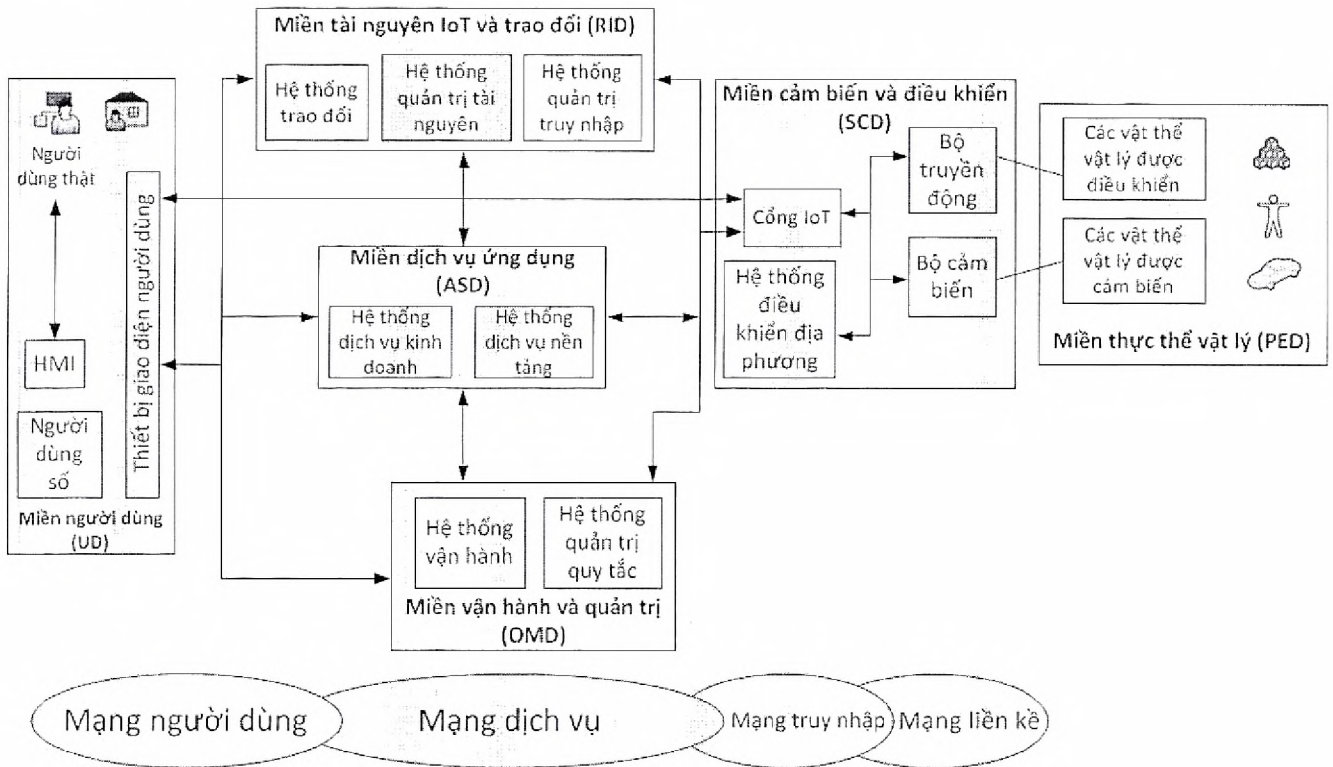 Miền tài nguyên IoT và trao đổi (RID)
Hệ thống
trao đổi
Hệ thống
quản trị tài
nguyên
Hệ thống
quản trị
truy nhập
Người
dùng thật
HMI
Người
dùng
số
Thiết bị giao diện người dùng
Miền người dùng
(UD)
Miền dịch vụ ứng dụng
(ASD)
Hệ thống
dịch vụ kinh
doanh
Hệ thống
dịch vụ nền
tảng
Hệ thống
vận hành
Hệ thống
quản trị
quy tắc
Miền vận hành và quản trị
(OMD)
Miền cảm biến và điều khiển
(SCD)
Cổng IoT
Hệ thống
điều
khiển địa
phương
Bộ
truyền
động
Bộ cảm
biến
Các vật thể
vật lý được
điều khiển
Các vật thể
vật lý được
cảm biến
Miền thực thể vật lý (PED)
Mạng người dùng
Mạng dịch vụ
Mạng truy nhập
Mạng liền kề